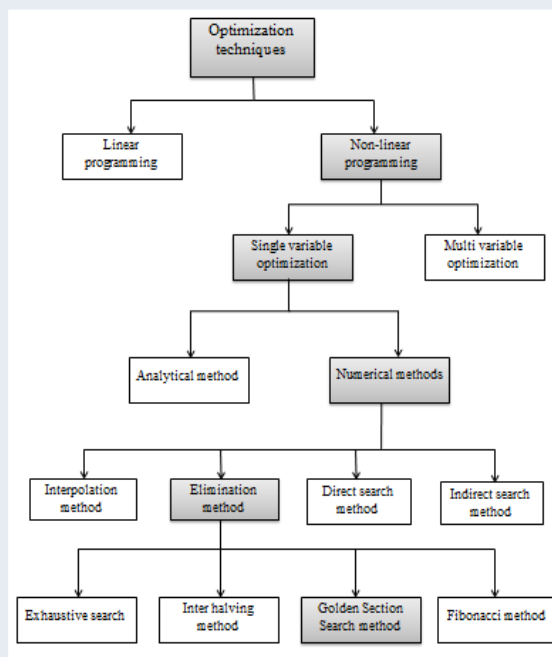 Optimization
techniques
Linear
programming
Non-linear
programming
Single variable
optimization
Multi variable
optimization
Analytical method
Numerical methods
Interpolation
method
Elimination
method
Direct search
method
Indirect search
method
Exhaustive search
Inter halving
method
Golden Section
Search method
Fibonacci method